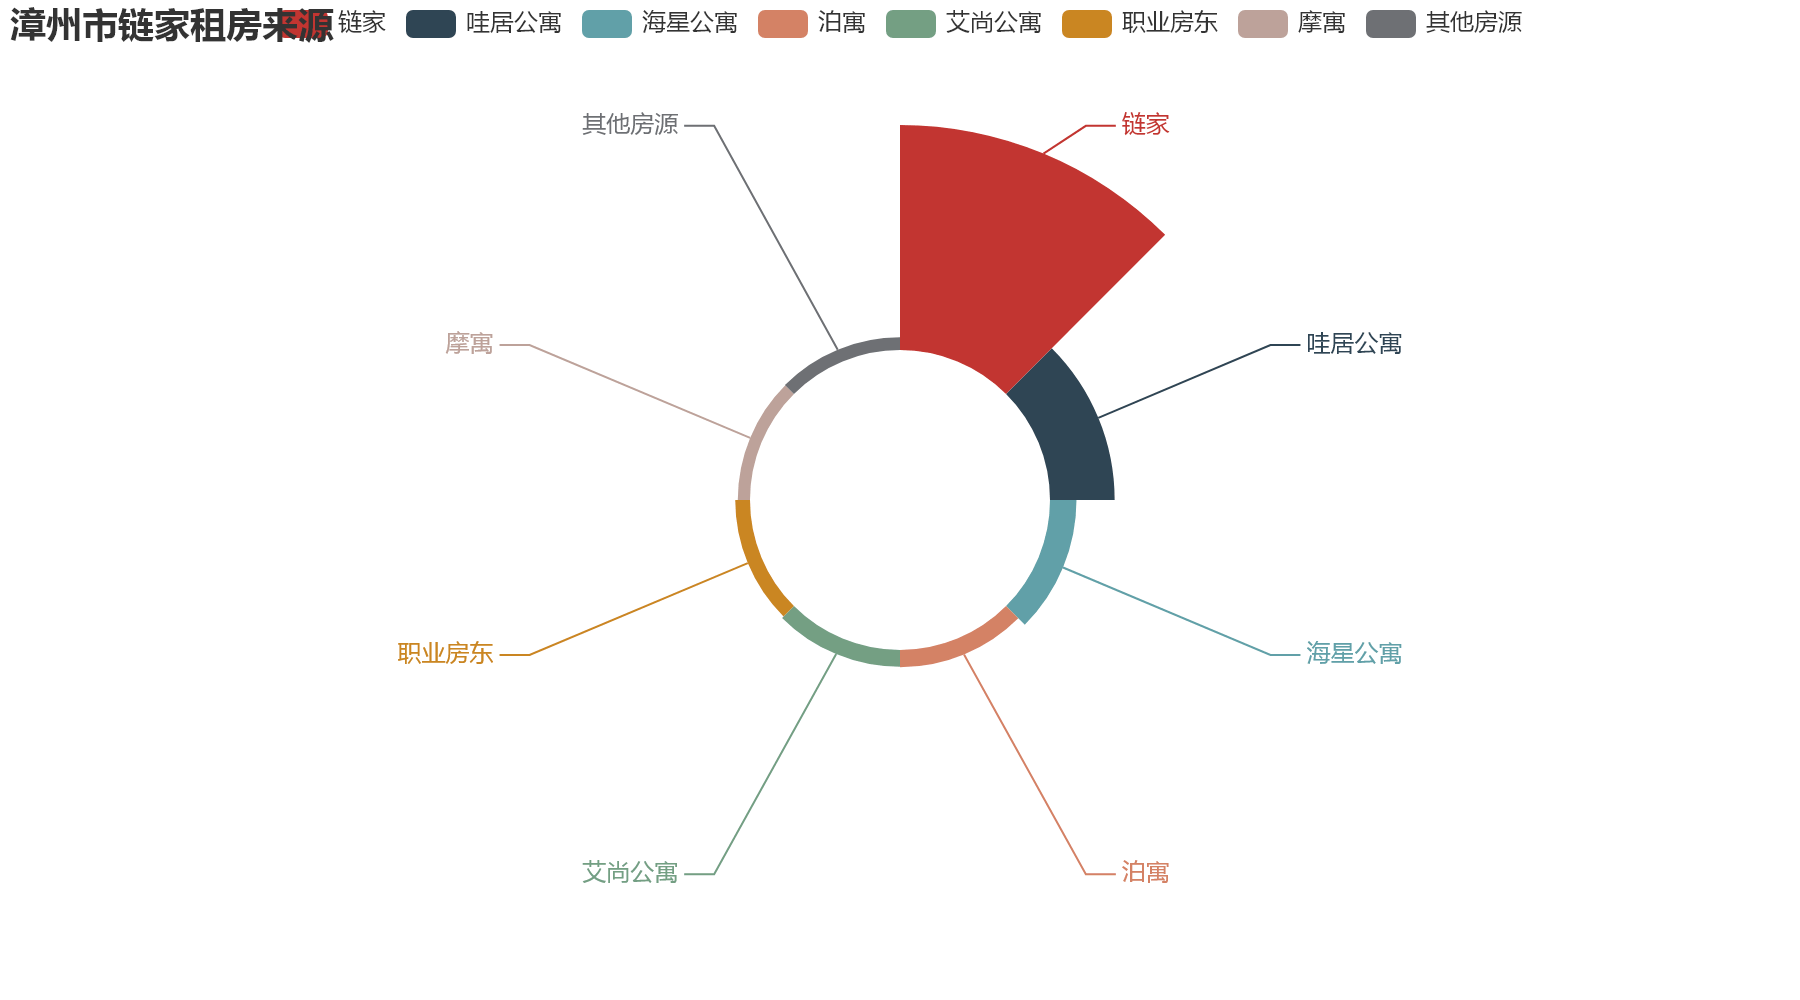 漳州市链家租房来源
链家 哇居公寓 海星公寓 泊寓 艾尚公寓 职业房东 摩寓 其他房源
其他房源 链家
摩寓 哇居公寓
职业房东 海星公寓
艾尚公寓 泊寓